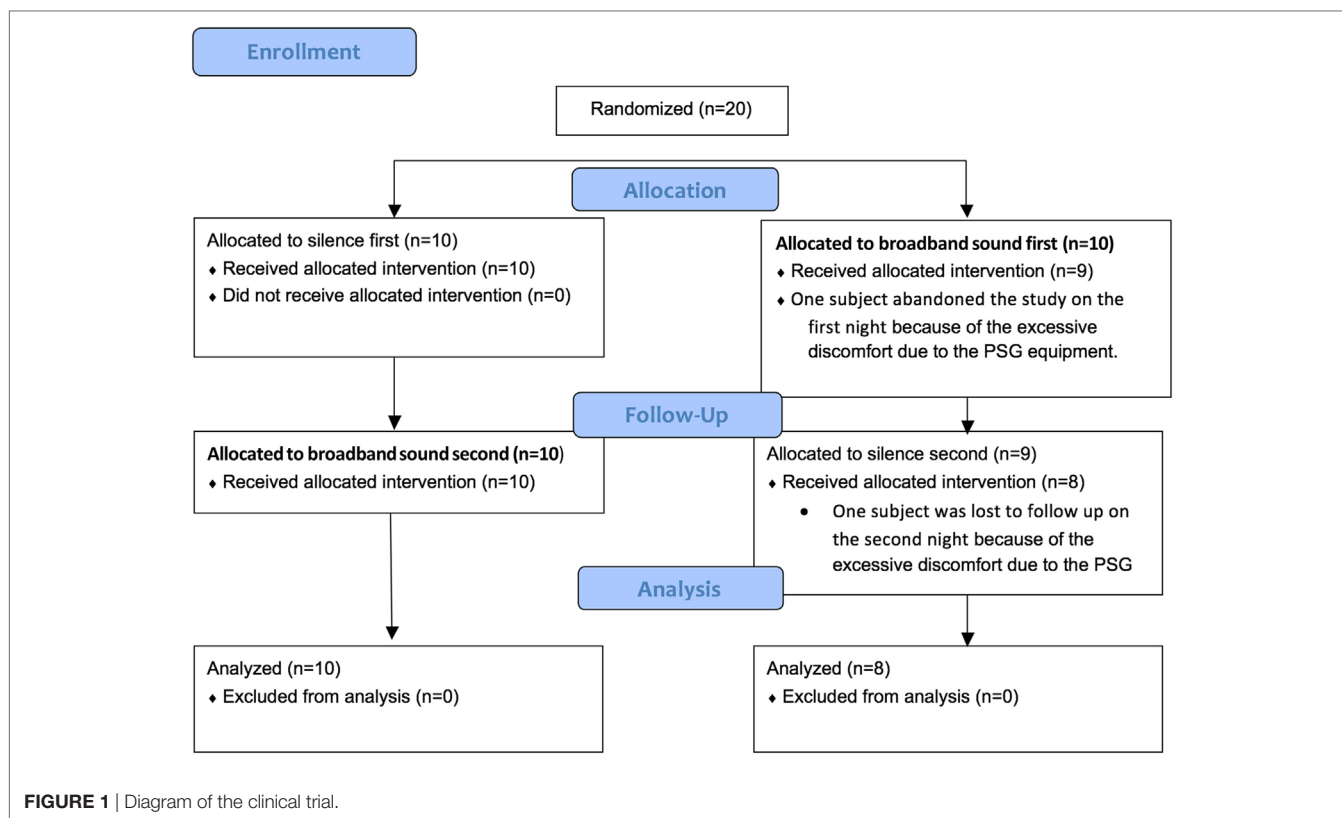 Enrollment
Randomized (n=20)
Allocation
Allocated to silence first (n=10)
♦ Received allocated intervention (n=10)
♦ Did not receive allocated intervention (n=0)
Allocated to broadband sound first (n=10)
♦ Received allocated intervention (n=9)
♦ One subject abandoned the study on the
first night because of the excessive
discomfort due to the PSG equipment.
Follow-Up
Allocated to broadband sound second (n=10)
♦ Received allocated intervention (n=10)
Allocated to silence second (n=9)
♦ Received allocated intervention (n=8)
• One subject was lost to follow up on
the second night because of the
excessive discomfort due to the PSG
Analysis
Analyzed (n=10)
♦ Excluded from analysis (n=0)
Analyzed (n=8)
♦ Excluded from analysis (n=0)
FIGURE 1 | Diagram of the clinical trial.